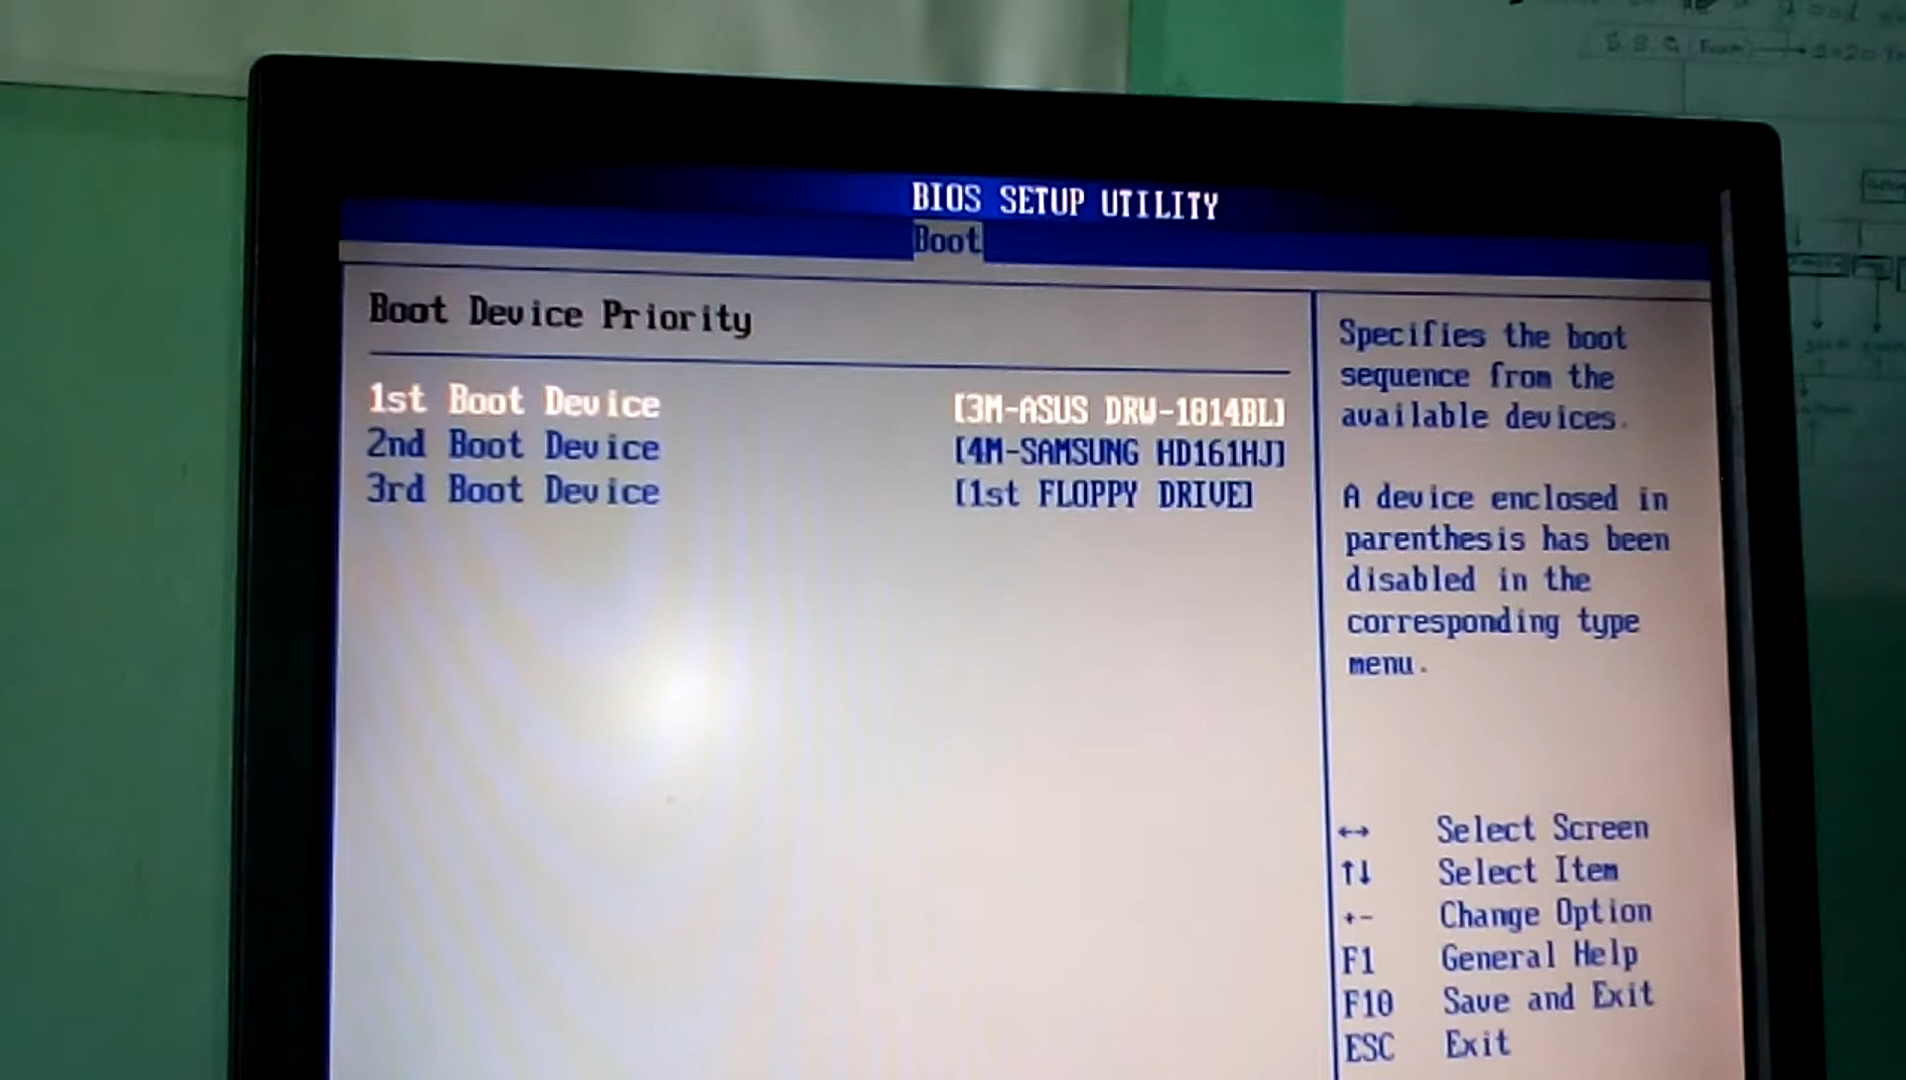 BIOS SETUP UTILITY
Boot
Boot Device Priority
1st Boot Device [3M-ASUS DRW-1814BL]
2nd Boot Device [4M-SAMSUNG HD161HJ]
3rd Boot Device [1st FLOPPY DRIVE]
Specifies the boot
sequence from the
available devices.
A device enclosed in
parenthesis has been
disabled in the
corresponding type
menu.
↔ Select Screen
↑↓ Select Item
+- Change Option
F1 General Help
F10 Save and Exit
ESC Exit